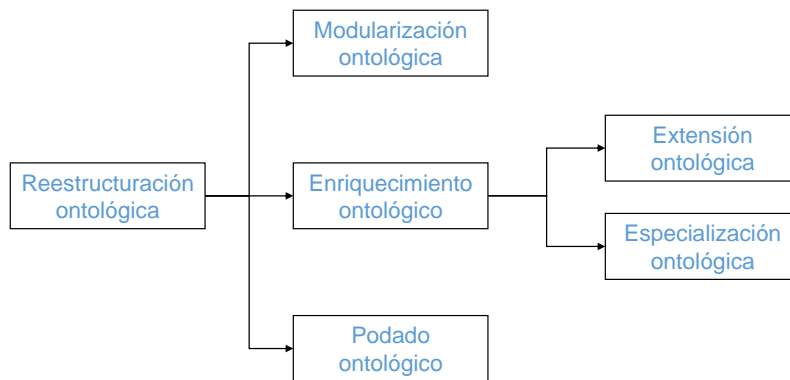 Modularización
ontológica
Reestructuración
ontológica
Enriquecimiento
ontológico
Extensión
ontológica
Especialización
ontológica
Podado
ontológico